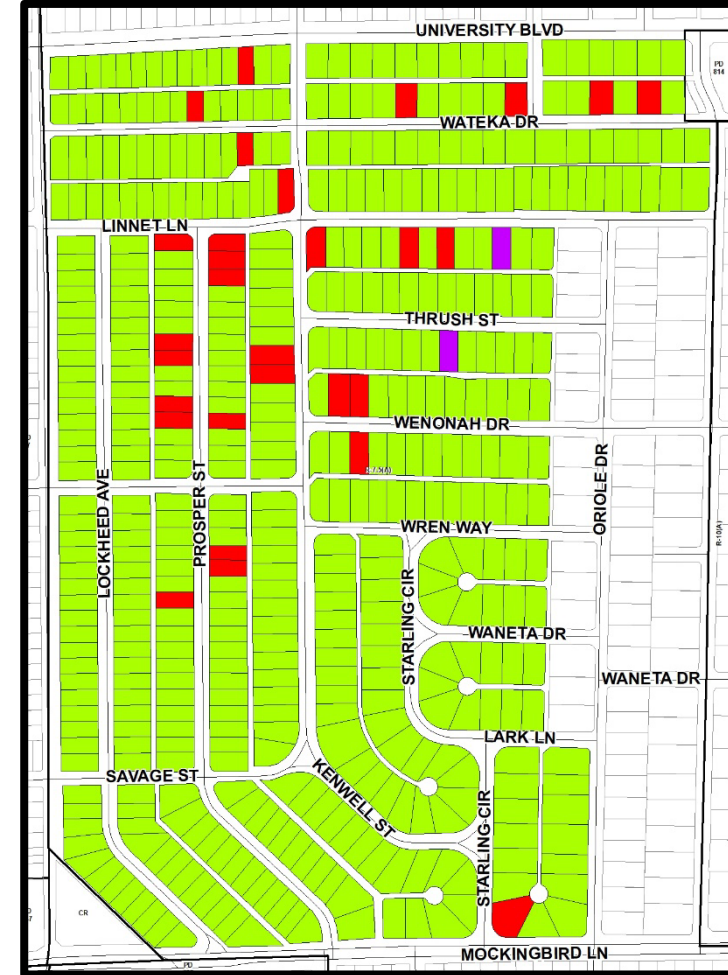 UNIVERSITY BLVD
PD
814
WATEKA DR
LINNET LN
THRUSH ST
WENONAH DR
LOCKHEED AVE
PROSPER ST
ORIOLE DR
R-10(A)
WREN WAY
STARLING CIR
WANETA DR
WANETA DR
LARK LN
SAVAGE ST
KENWELL ST
STARLING CIR
CR
MOCKINGBIRD LN
PD